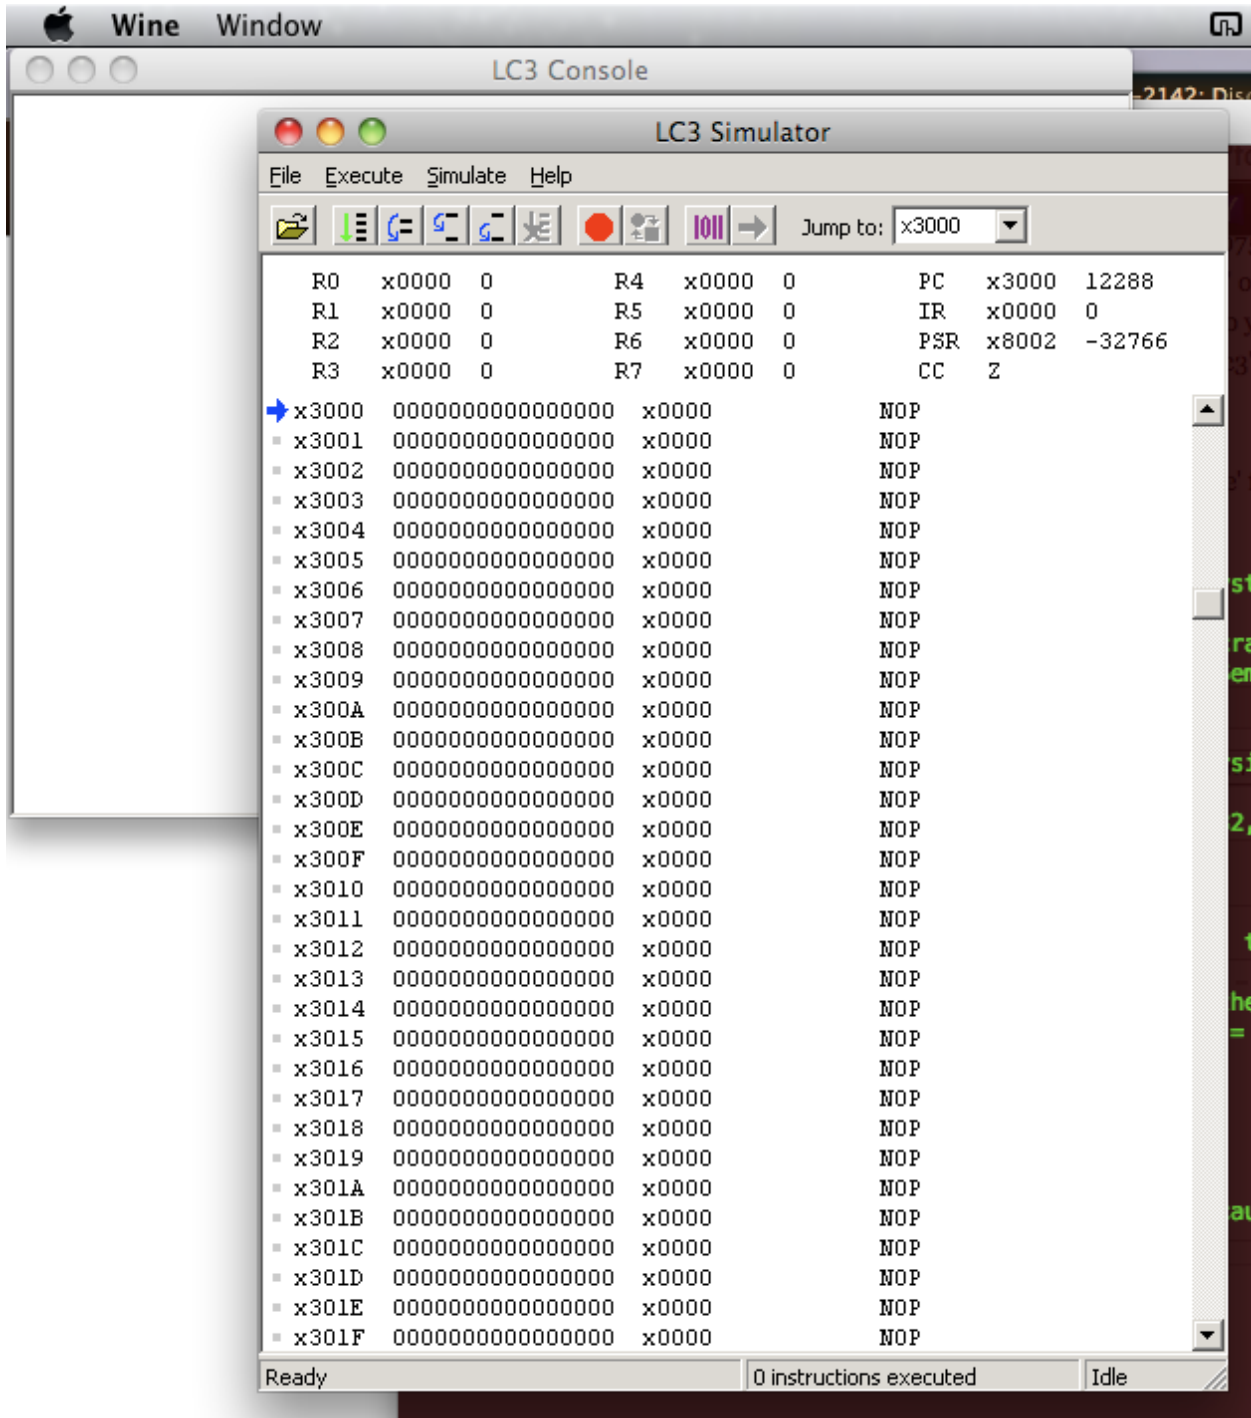 Wine Window
LC3 Console
-2142: Disc
LC3 Simulator
File Execute Simulate Help
Jump to: x3000
R0 x0000 0 R4 x0000 0 PC x3000 12288
R1 x0000 0 R5 x0000 0 IR x0000 0
R2 x0000 0 R6 x0000 0 PSR x8002 -32766
R3 x0000 0 R7 x0000 0 CC Z
x3000 0000000000000000 x0000 NOP
x3001 0000000000000000 x0000 NOP
x3002 0000000000000000 x0000 NOP
x3003 0000000000000000 x0000 NOP
x3004 0000000000000000 x0000 NOP
x3005 0000000000000000 x0000 NOP
x3006 0000000000000000 x0000 NOP
x3007 0000000000000000 x0000 NOP
x3008 0000000000000000 x0000 NOP
x3009 0000000000000000 x0000 NOP
x300A 0000000000000000 x0000 NOP
x300B 0000000000000000 x0000 NOP
x300C 0000000000000000 x0000 NOP
x300D 0000000000000000 x0000 NOP
x300E 0000000000000000 x0000 NOP
x300F 0000000000000000 x0000 NOP
x3010 0000000000000000 x0000 NOP
x3011 0000000000000000 x0000 NOP
x3012 0000000000000000 x0000 NOP
x3013 0000000000000000 x0000 NOP
x3014 0000000000000000 x0000 NOP
x3015 0000000000000000 x0000 NOP
x3016 0000000000000000 x0000 NOP
x3017 0000000000000000 x0000 NOP
x3018 0000000000000000 x0000 NOP
x3019 0000000000000000 x0000 NOP
x301A 0000000000000000 x0000 NOP
x301B 0000000000000000 x0000 NOP
x301C 0000000000000000 x0000 NOP
x301D 0000000000000000 x0000 NOP
x301E 0000000000000000 x0000 NOP
x301F 0000000000000000 x0000 NOP
Ready 0 instructions executed Idle